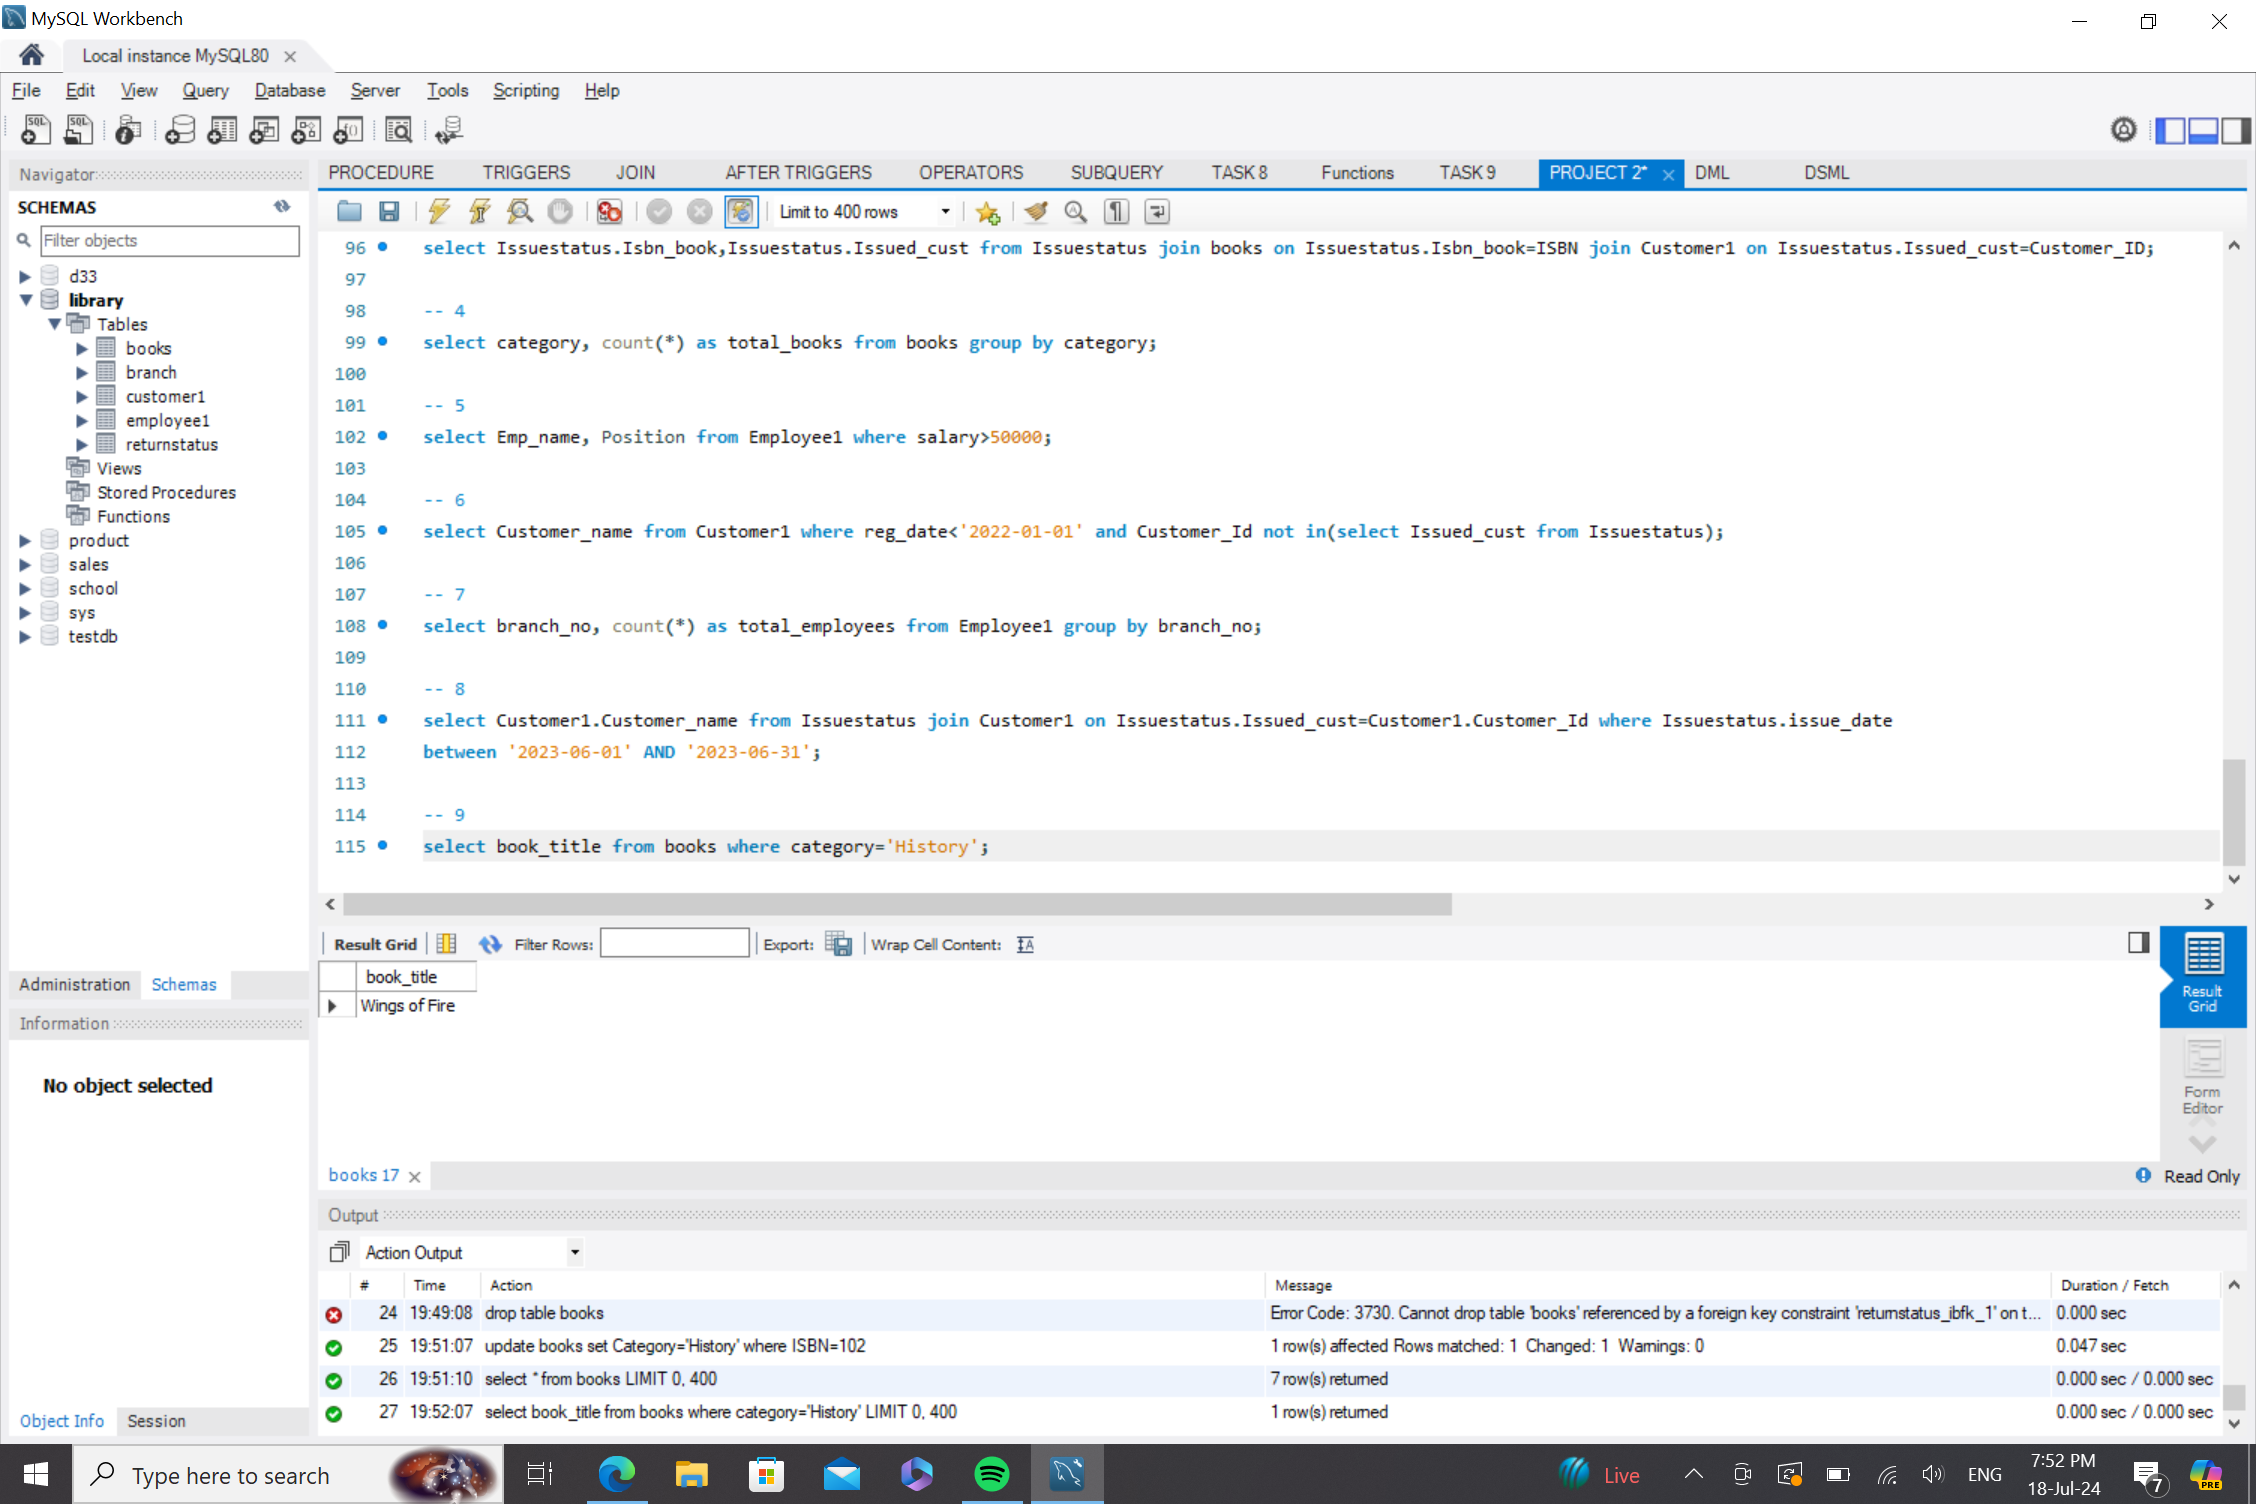 MySQL Workbench
Local instance MySQL80
File Edit View Query Database Server Tools Scripting Help
Navigator
SCHEMAS
Filter objects
d33
library
Tables
books
branch
customer1
employee1
returnstatus
Views
Stored Procedures
Functions
product
sales
school
sys
testdb
Administration Schemas
Information
No object selected
Object Info Session
PROCEDURE TRIGGERS JOIN AFTER TRIGGERS OPERATORS SUBQUERY TASK 8 Functions TASK 9 PROJECT 2* DML DSML
Limit to 400 rows
96 select Issuestatus.Isbn_book,Issuestatus.Issued_cust from Issuestatus join books on Issuestatus.Isbn_book=ISBN join Customer1 on Issuestatus.Issued_cust=Customer_ID;
97
98 -- 4
99 select category, count(*) as total_books from books group by category;
100
101 -- 5
102 select Emp_name, Position from Employee1 where salary>50000;
103
104 -- 6
105 select Customer_name from Customer1 where reg_date<'2022-01-01' and Customer_Id not in(select Issued_cust from Issuestatus);
106
107 -- 7
108 select branch_no, count(*) as total_employees from Employee1 group by branch_no;
109
110 -- 8
111 select Customer1.Customer_name from Issuestatus join Customer1 on Issuestatus.Issued_cust=Customer1.Customer_Id where Issuestatus.issue_date
112 between '2023-06-01' AND '2023-06-31';
113
114 -- 9
115 select book_title from books where category='History';
Result Grid Filter Rows: Export: Wrap Cell Content:
book_title
Wings of Fire
Result Grid
Form Editor
books 17
Read Only
Output
Action Output
# Time Action Message Duration / Fetch
24 19:49:08 drop table books Error Code: 3730. Cannot drop table 'books' referenced by a foreign key constraint 'returnstatus_ibfk_1' on t... 0.000 sec
25 19:51:07 update books set Category='History' where ISBN=102 1 row(s) affected Rows matched: 1 Changed: 1 Warnings: 0 0.047 sec
26 19:51:10 select * from books LIMIT 0, 400 7 row(s) returned 0.000 sec / 0.000 sec
27 19:52:07 select book_title from books where category='History' LIMIT 0, 400 1 row(s) returned 0.000 sec / 0.000 sec
Type here to search
Live
ENG
7:52 PM
18-Jul-24
7
PRE